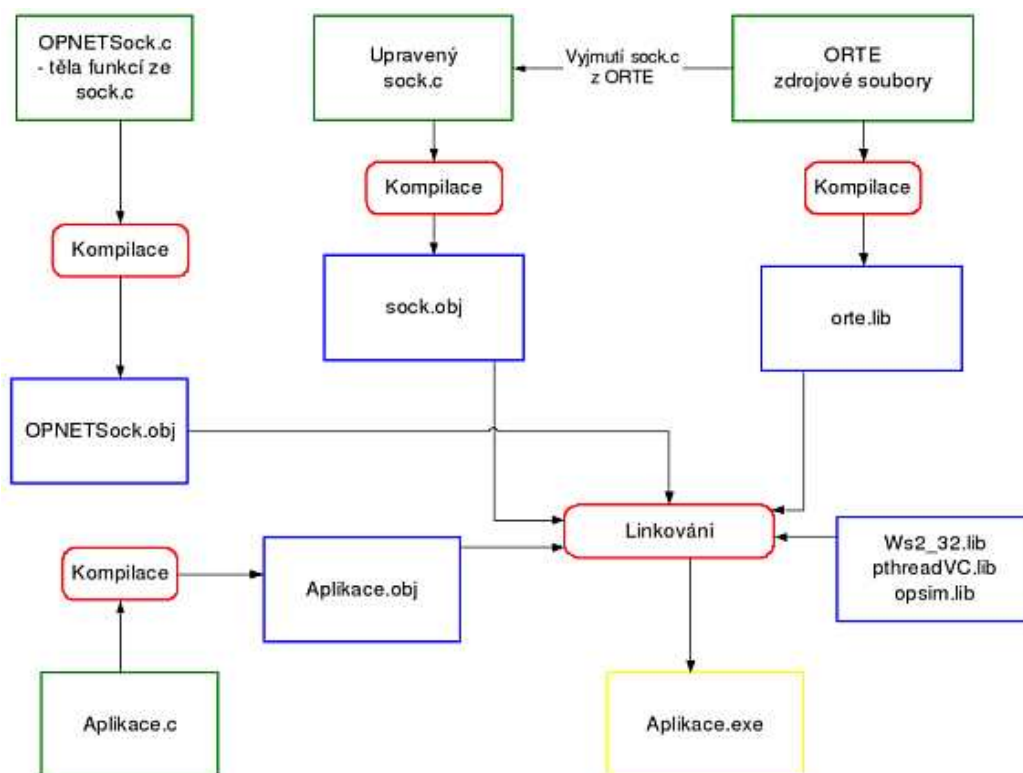 OPNETSock.c
- těla funkcí ze
sock.c
Upravený
sock.c
Vyjmutí sock.c
z ORTE
ORTE
zdrojové soubory
Kompilace
Kompilace
Kompilace
sock.obj
orte.lib
OPNETSock.obj
Linkování
Ws2_32.lib
pthreadVC.lib
opsim.lib
Kompilace
Aplikace.obj
Aplikace.c
Aplikace.exe